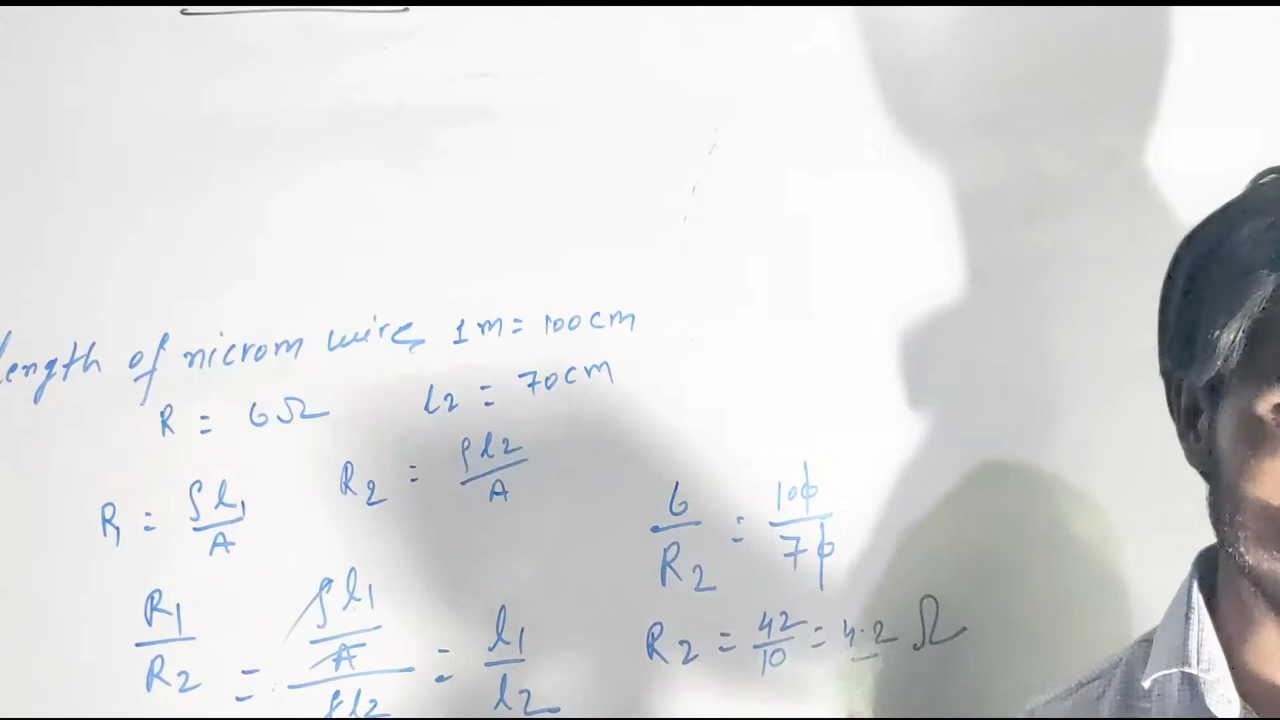 length of nicrom wire 1m = 100cm
R = 6Ω l2 = 70cm
R1 = ρl1/A R2 = ρl2/A
6/R2 = 100/70
R1/R2 = ρl1/A / ρl2 = l1/l2
R2 = 42/10 = 4.2 Ω